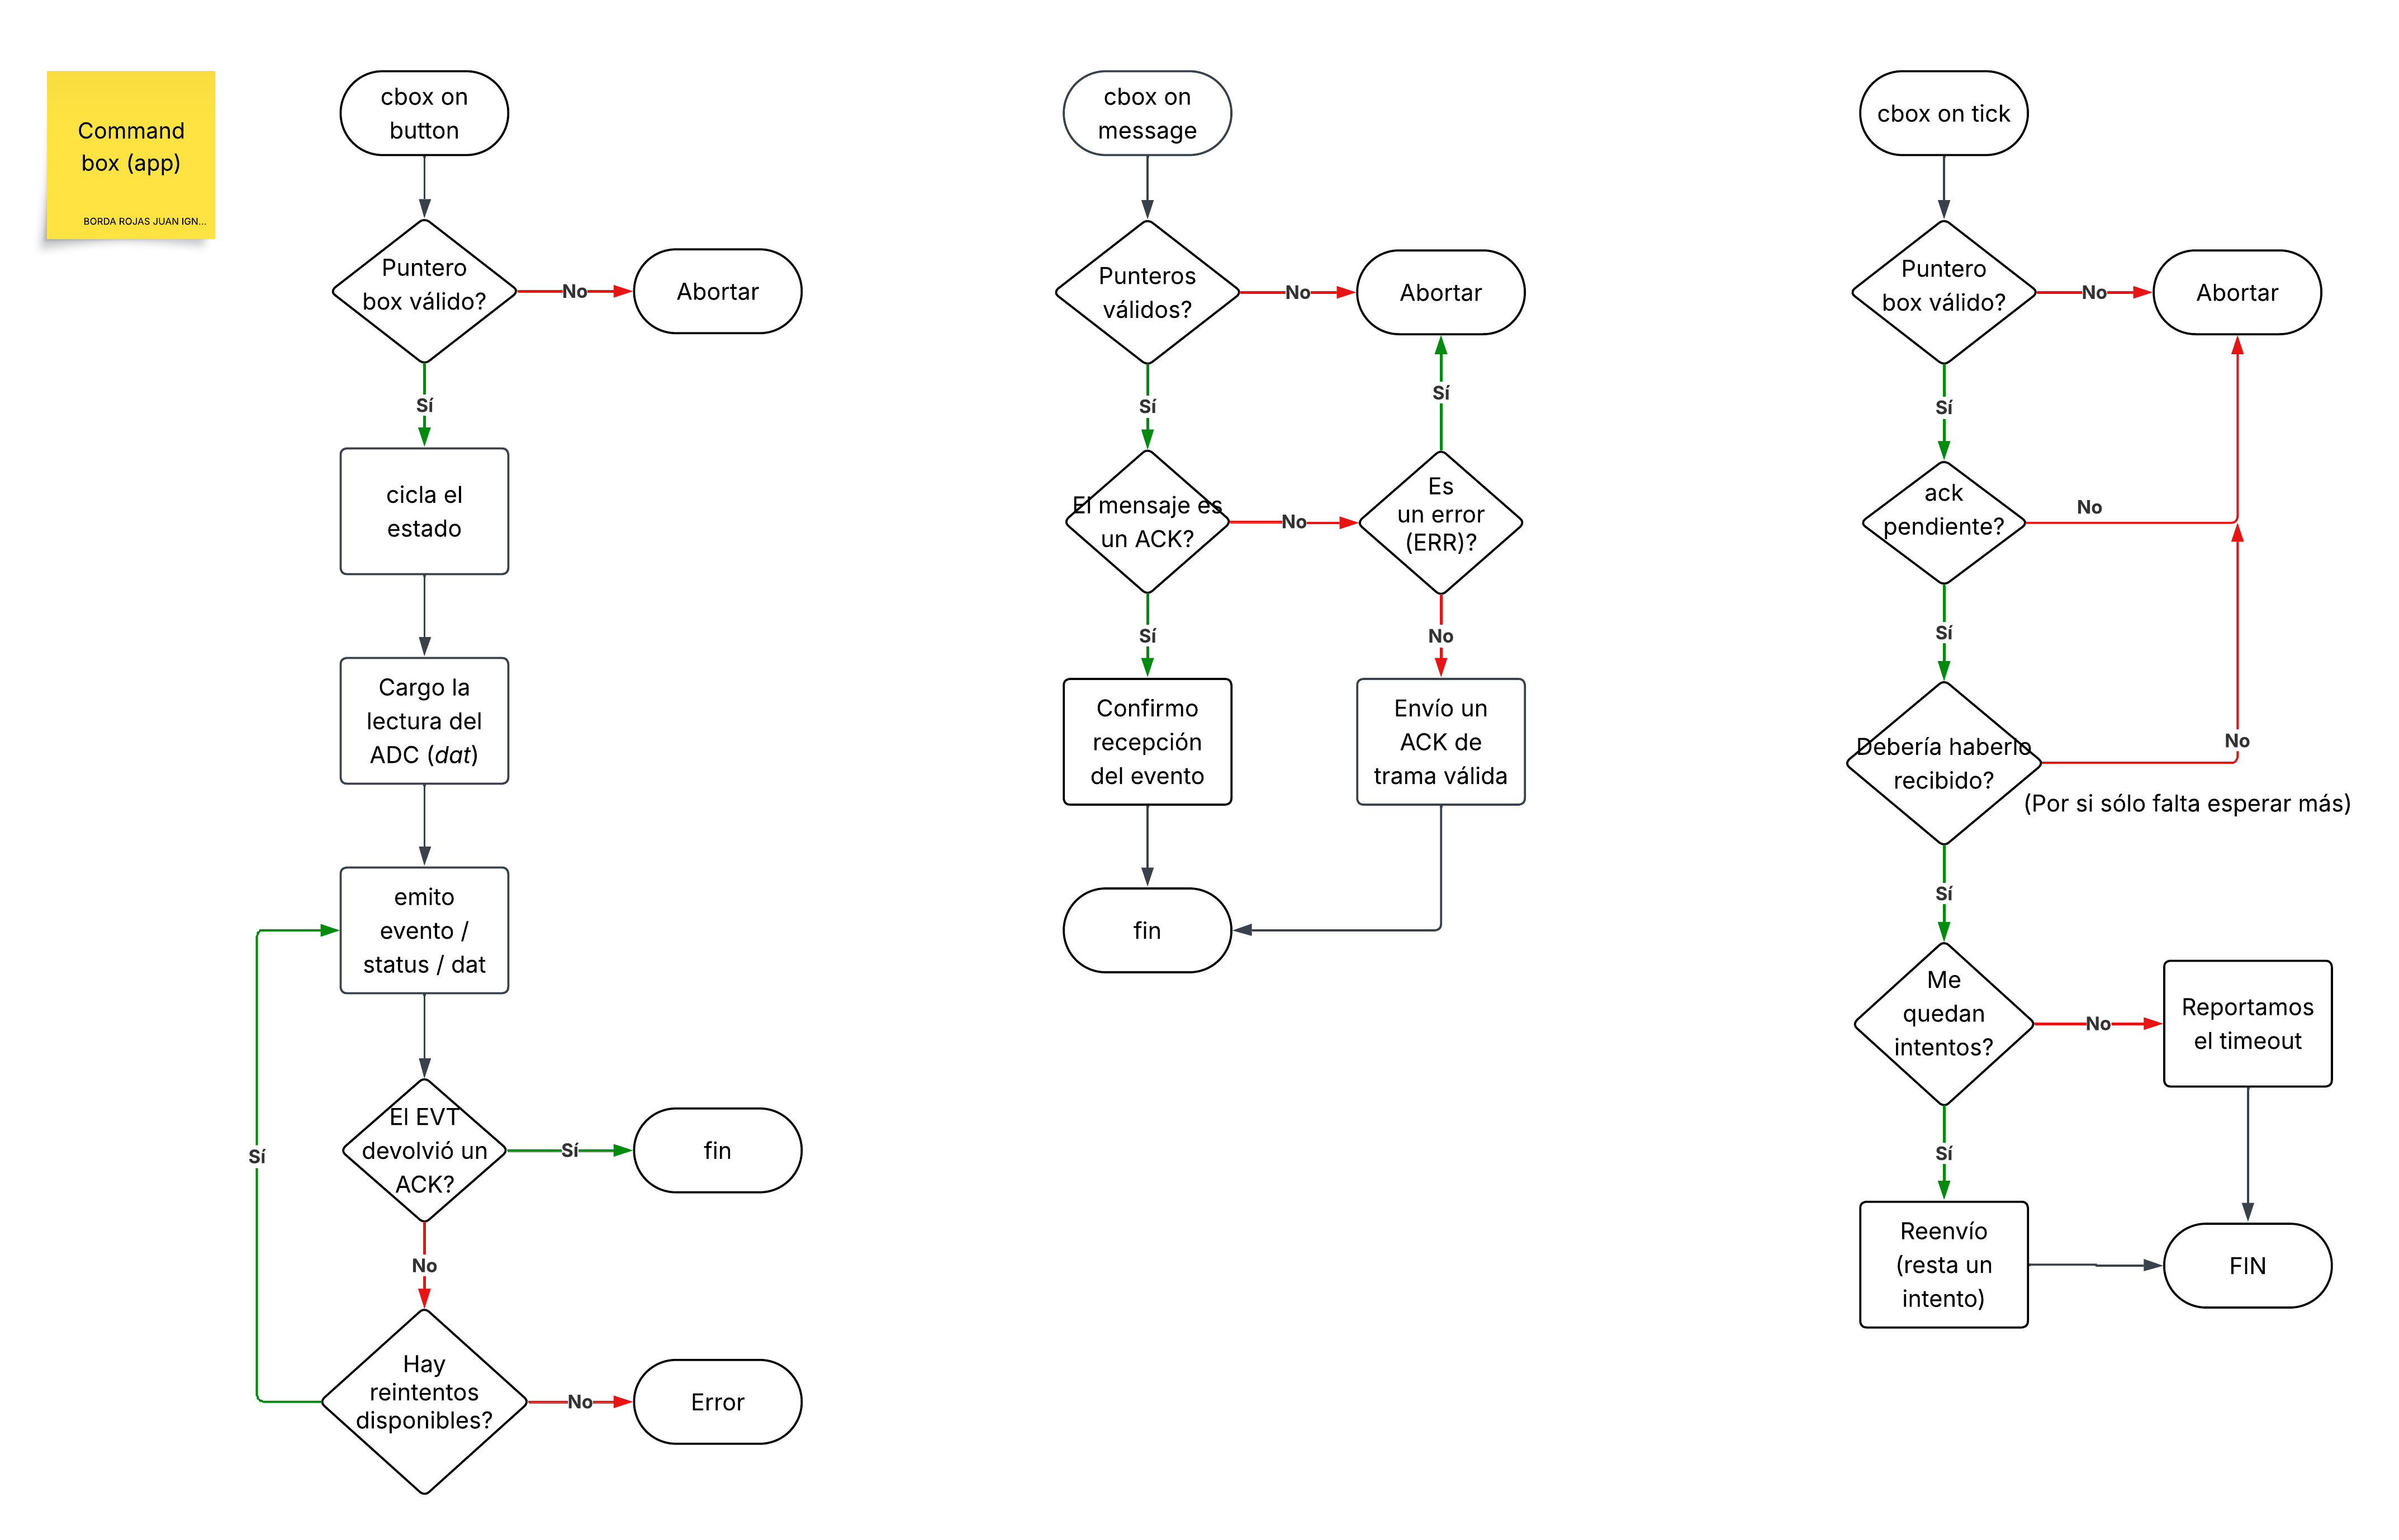 Command
box (app)
BORDA ROJAS JUAN IGN...
cbox on
button
Puntero
box válido?
No
Abortar
Sí
cicla el
estado
Cargo la
lectura del
ADC (dat)
emito
evento /
status / dat
El EVT
devolvió un
ACK?
Sí
fin
No
Hay
reintentos
disponibles?
Sí
No
Error
cbox on
message
Punteros
válidos?
No
Abortar
Sí
El mensaje es
un ACK?
No
Es
un error
(ERR)?
Sí
Sí
No
Confirmo
recepción
del evento
Envío un
ACK de
trama válida
fin
cbox on tick
Puntero
box válido?
No
Abortar
Sí
ack
pendiente?
No
Sí
Debería haberlo
recibido?
No
(Por si sólo falta esperar más)
Sí
Me
quedan
intentos?
No
Reportamos
el timeout
Sí
Reenvío
(resta un
intento)
FIN